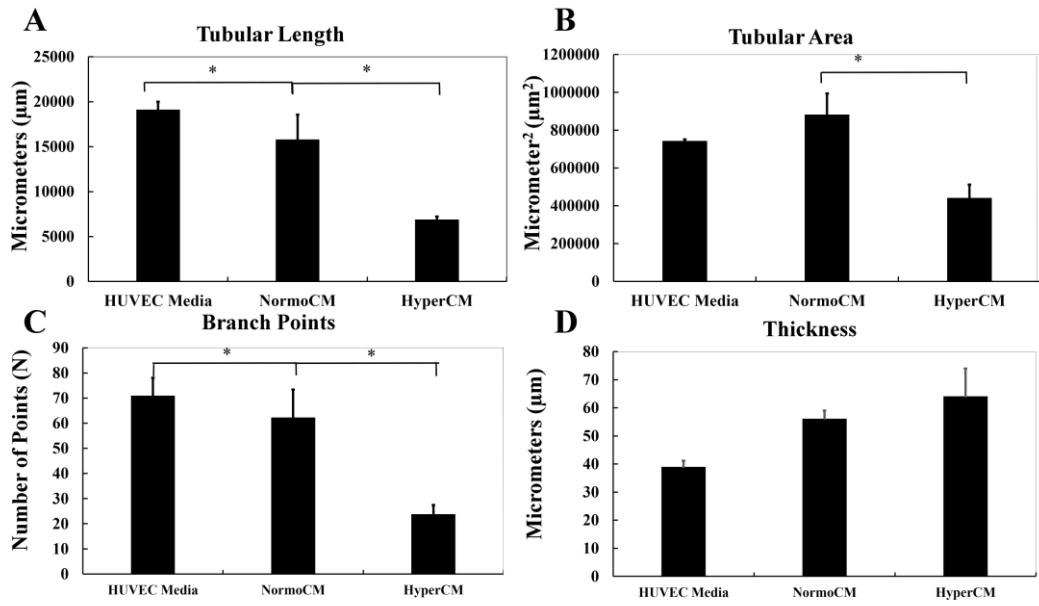 A
Tubular Length
Micrometers (µm)
25000
20000
15000
10000
5000
0
*
*
HUVEC Media
NormoCM
HyperCM
B
Tubular Area
Micrometer² (µm²)
1200000
1000000
800000
600000
400000
200000
0
*
HUVEC Media
NormoCM
HyperCM
C
Branch Points
Number of Points (N)
90
80
70
60
50
40
30
20
10
0
*
*
HUVEC Media
NormoCM
HyperCM
D
Thickness
Micrometers (µm)
80
70
60
50
40
30
20
10
0
HUVEC Media
NormoCM
HyperCM